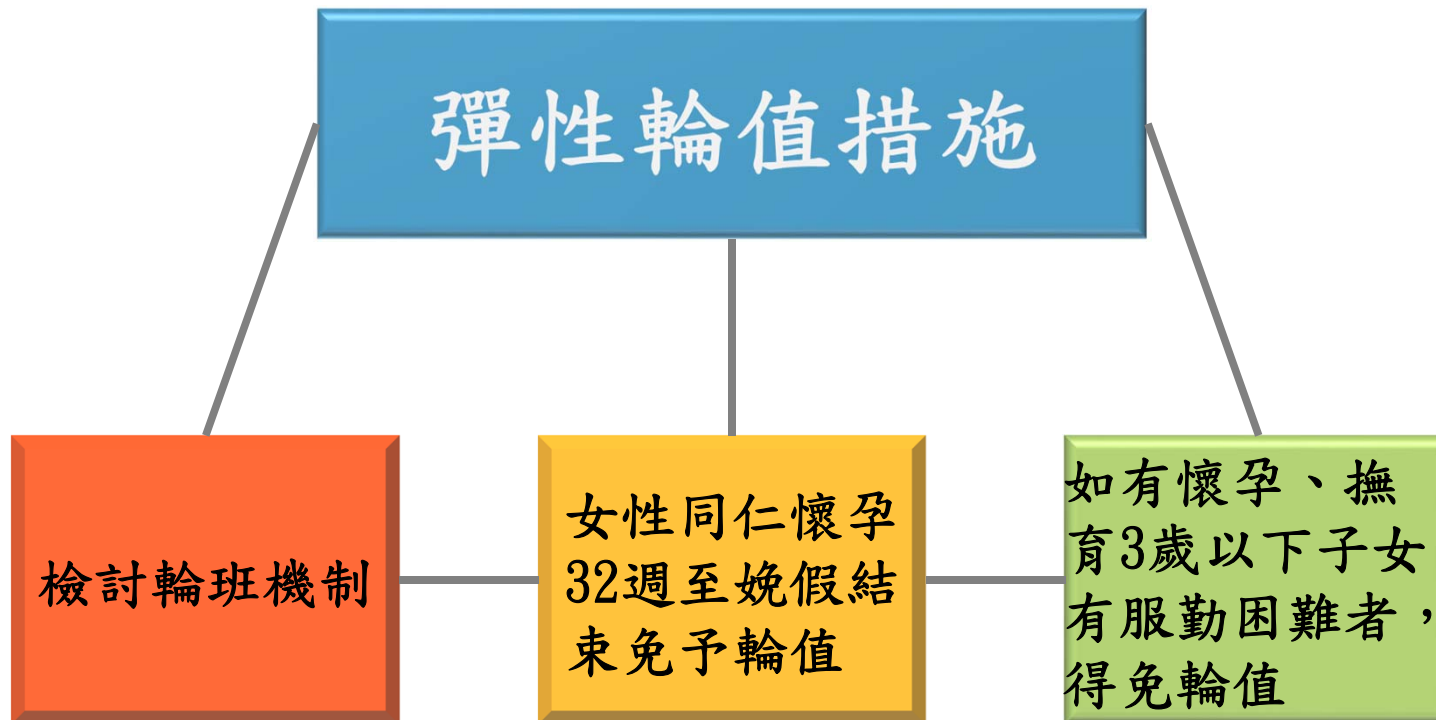 彈性輪值措施
檢討輪班機制
女性同仁懷孕
32週至娩假結
束免予輪值
如有懷孕、撫
育3歲以下子女
有服勤困難者，
得免輪值